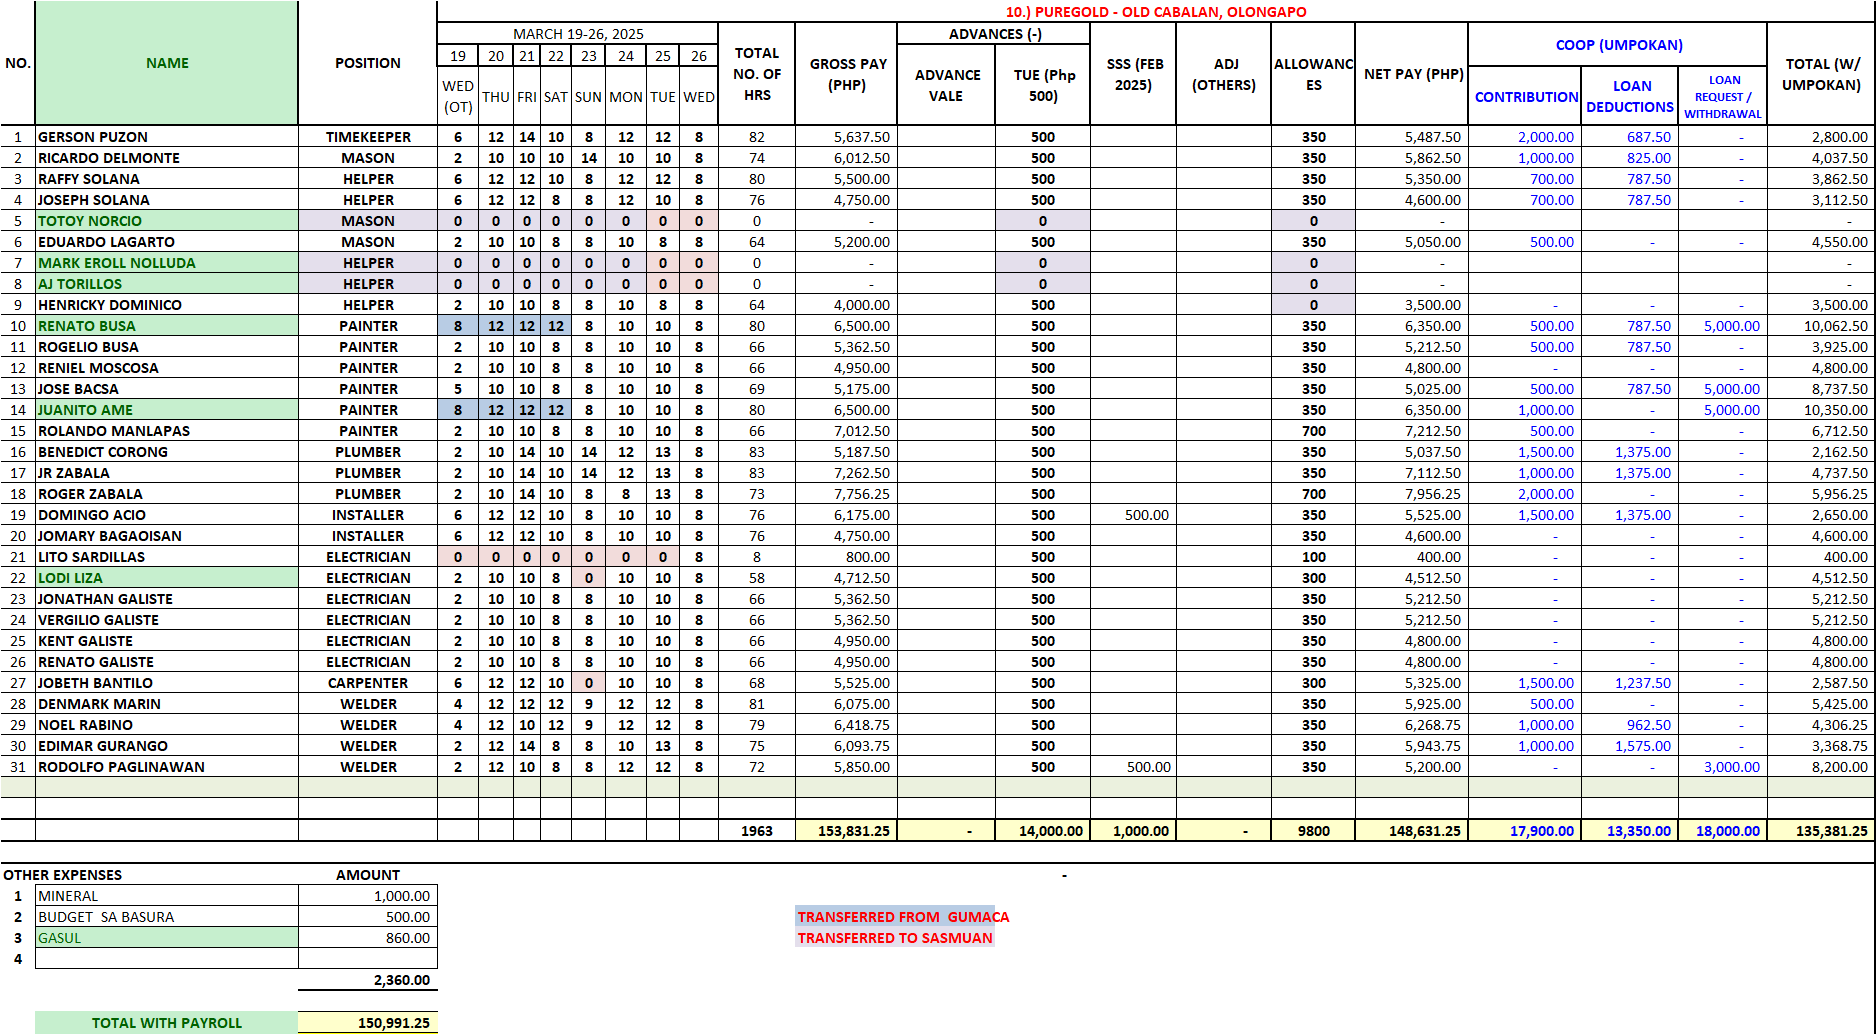 10.) PUREGOLD - OLD CABALAN, OLONGAPO
NO. NAME POSITION MARCH 19-26, 2025 TOTAL NO. OF HRS GROSS PAY (PHP) ADVANCES (-) SSS (FEB 2025) ADJ (OTHERS) ALLOWANCES NET PAY (PHP) COOP (UMPOKAN) TOTAL (W/ UMPOKAN)
19 20 21 22 23 24 25 26 ADVANCE VALE TUE (Php 500) CONTRIBUTION LOAN DEDUCTIONS LOAN REQUEST / WITHDRAWAL
WED (OT) THU FRI SAT SUN MON TUE WED
1 GERSON PUZON TIMEKEEPER 6 12 14 10 8 12 12 8 82 5,637.50 500 350 5,487.50 2,000.00 687.50 - 2,800.00
2 RICARDO DELMONTE MASON 2 10 10 10 14 10 10 8 74 6,012.50 500 350 5,862.50 1,000.00 825.00 - 4,037.50
3 RAFFY SOLANA HELPER 6 12 12 10 8 12 12 8 80 5,500.00 500 350 5,350.00 700.00 787.50 - 3,862.50
4 JOSEPH SOLANA HELPER 6 12 12 8 8 12 10 8 76 4,750.00 500 350 4,600.00 700.00 787.50 - 3,112.50
5 TOTOY NORCIO MASON 0 0 0 0 0 0 0 0 0 - 0 0 - -
6 EDUARDO LAGARTO MASON 2 10 10 8 8 10 8 8 64 5,200.00 500 350 5,050.00 500.00 - - 4,550.00
7 MARK EROLL NOLLUDA HELPER 0 0 0 0 0 0 0 0 0 - 0 0 - -
8 AJ TORILLOS HELPER 0 0 0 0 0 0 0 0 0 - 0 0 - -
9 HENRICKY DOMINICO HELPER 2 10 10 8 8 10 8 8 64 4,000.00 500 0 3,500.00 - - - 3,500.00
10 RENATO BUSA PAINTER 8 12 12 12 8 10 10 8 80 6,500.00 500 350 6,350.00 500.00 787.50 5,000.00 10,062.50
11 ROGELIO BUSA PAINTER 2 10 10 8 8 10 10 8 66 5,362.50 500 350 5,212.50 500.00 787.50 - 3,925.00
12 RENIEL MOSCOSA PAINTER 2 10 10 8 8 10 10 8 66 4,950.00 500 350 4,800.00 - - - 4,800.00
13 JOSE BACSA PAINTER 5 10 10 8 8 10 10 8 69 5,175.00 500 350 5,025.00 500.00 787.50 5,000.00 8,737.50
14 JUANITO AME PAINTER 8 12 12 12 8 10 10 8 80 6,500.00 500 350 6,350.00 1,000.00 - 5,000.00 10,350.00
15 ROLANDO MANLAPAS PAINTER 2 10 10 8 8 10 10 8 66 7,012.50 500 700 7,212.50 500.00 - - 6,712.50
16 BENEDICT CORONG PLUMBER 2 10 14 10 14 12 13 8 83 5,187.50 500 350 5,037.50 1,500.00 1,375.00 - 2,162.50
17 JR ZABALA PLUMBER 2 10 14 10 14 12 13 8 83 7,262.50 500 350 7,112.50 1,000.00 1,375.00 - 4,737.50
18 ROGER ZABALA PLUMBER 2 10 14 10 8 8 13 8 73 7,756.25 500 700 7,956.25 2,000.00 - - 5,956.25
19 DOMINGO ACIO INSTALLER 6 12 12 10 8 10 10 8 76 6,175.00 500 500.00 350 5,525.00 1,500.00 1,375.00 - 2,650.00
20 JOMARY BAGAOISAN INSTALLER 6 12 12 10 8 10 10 8 76 4,750.00 500 350 4,600.00 - - - 4,600.00
21 LITO SARDILLAS ELECTRICIAN 0 0 0 0 0 0 0 8 8 800.00 500 100 400.00 - - - 400.00
22 LODI LIZA ELECTRICIAN 2 10 10 8 0 10 10 8 58 4,712.50 500 300 4,512.50 - - - 4,512.50
23 JONATHAN GALISTE ELECTRICIAN 2 10 10 8 8 10 10 8 66 5,362.50 500 350 5,212.50 - - - 5,212.50
24 VERGILIO GALISTE ELECTRICIAN 2 10 10 8 8 10 10 8 66 5,362.50 500 350 5,212.50 - - - 5,212.50
25 KENT GALISTE ELECTRICIAN 2 10 10 8 8 10 10 8 66 4,950.00 500 350 4,800.00 - - - 4,800.00
26 RENATO GALISTE ELECTRICIAN 2 10 10 8 8 10 10 8 66 4,950.00 500 350 4,800.00 - - - 4,800.00
27 JOBETH BANTILO CARPENTER 6 12 12 10 0 10 10 8 68 5,525.00 500 300 5,325.00 1,500.00 1,237.50 - 2,587.50
28 DENMARK MARIN WELDER 4 12 12 12 9 12 12 8 81 6,075.00 500 350 5,925.00 500.00 - - 5,425.00
29 NOEL RABINO WELDER 4 12 10 12 9 12 12 8 79 6,418.75 500 350 6,268.75 1,000.00 962.50 - 4,306.25
30 EDIMAR GURANGO WELDER 2 12 14 8 8 10 13 8 75 6,093.75 500 350 5,943.75 1,000.00 1,575.00 - 3,368.75
31 RODOLFO PAGLINAWAN WELDER 2 12 10 8 8 12 12 8 72 5,850.00 500 500.00 350 5,200.00 - - 3,000.00 8,200.00
1963 153,831.25 - 14,000.00 1,000.00 - 9800 148,631.25 17,900.00 13,350.00 18,000.00 135,381.25
OTHER EXPENSES AMOUNT -
1 MINERAL 1,000.00
2 BUDGET SA BASURA 500.00 TRANSFERRED FROM GUMACA
3 GASUL 860.00 TRANSFERRED TO SASMUAN
4
2,360.00
TOTAL WITH PAYROLL 150,991.25